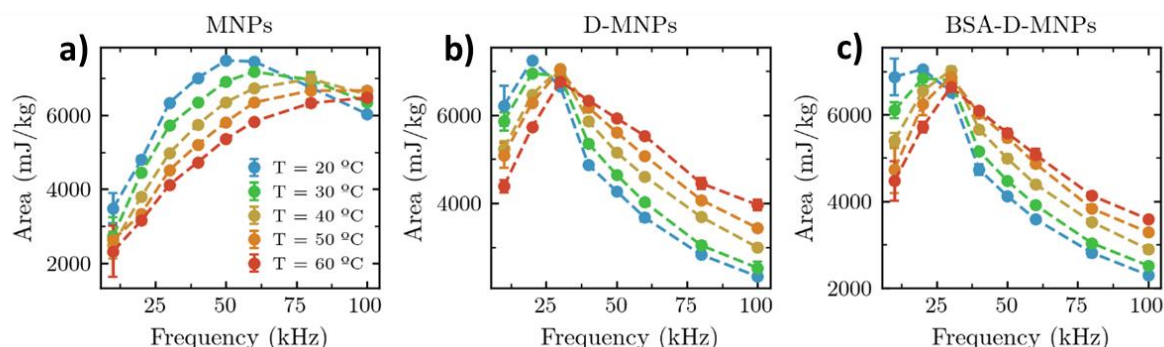 a)
MNPs
Area (mJ/kg)
6000
4000
2000
T = 20 ºC
T = 30 ºC
T = 40 ºC
T = 50 ºC
T = 60 ºC
25 50 75 100
Frequency (kHz)
b)
D-MNPs
Area (mJ/kg)
6000
4000
25 50 75 100
Frequency (kHz)
c)
BSA-D-MNPs
Area (mJ/kg)
6000
4000
2000
25 50 75 100
Frequency (kHz)